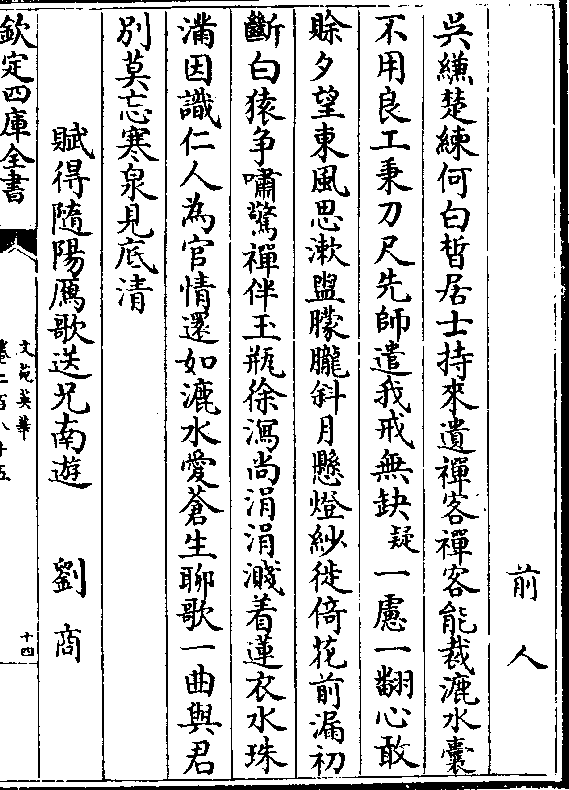 前人
吳縑楚練何白晳居士持來遺禪客禪客能裁漉水囊
不用良工秉刀尺先師遣我戒無缺疑一慮一翻心敢
賖夕望東風思漱盥朦朧斜月懸燈紗徙倚花前漏初
斷白猿争嘯驚禪伴玉瓶徐瀉尚涓涓濺着蓮衣水珠
滿因識仁人為官情還如漉水愛蒼生聊歌一曲與君
别莫忘寒泉見底清
賦得隨陽鴈歌送兄南遊 劉商
欽定四庫全書
文苑英華
卷二百八十五
十四